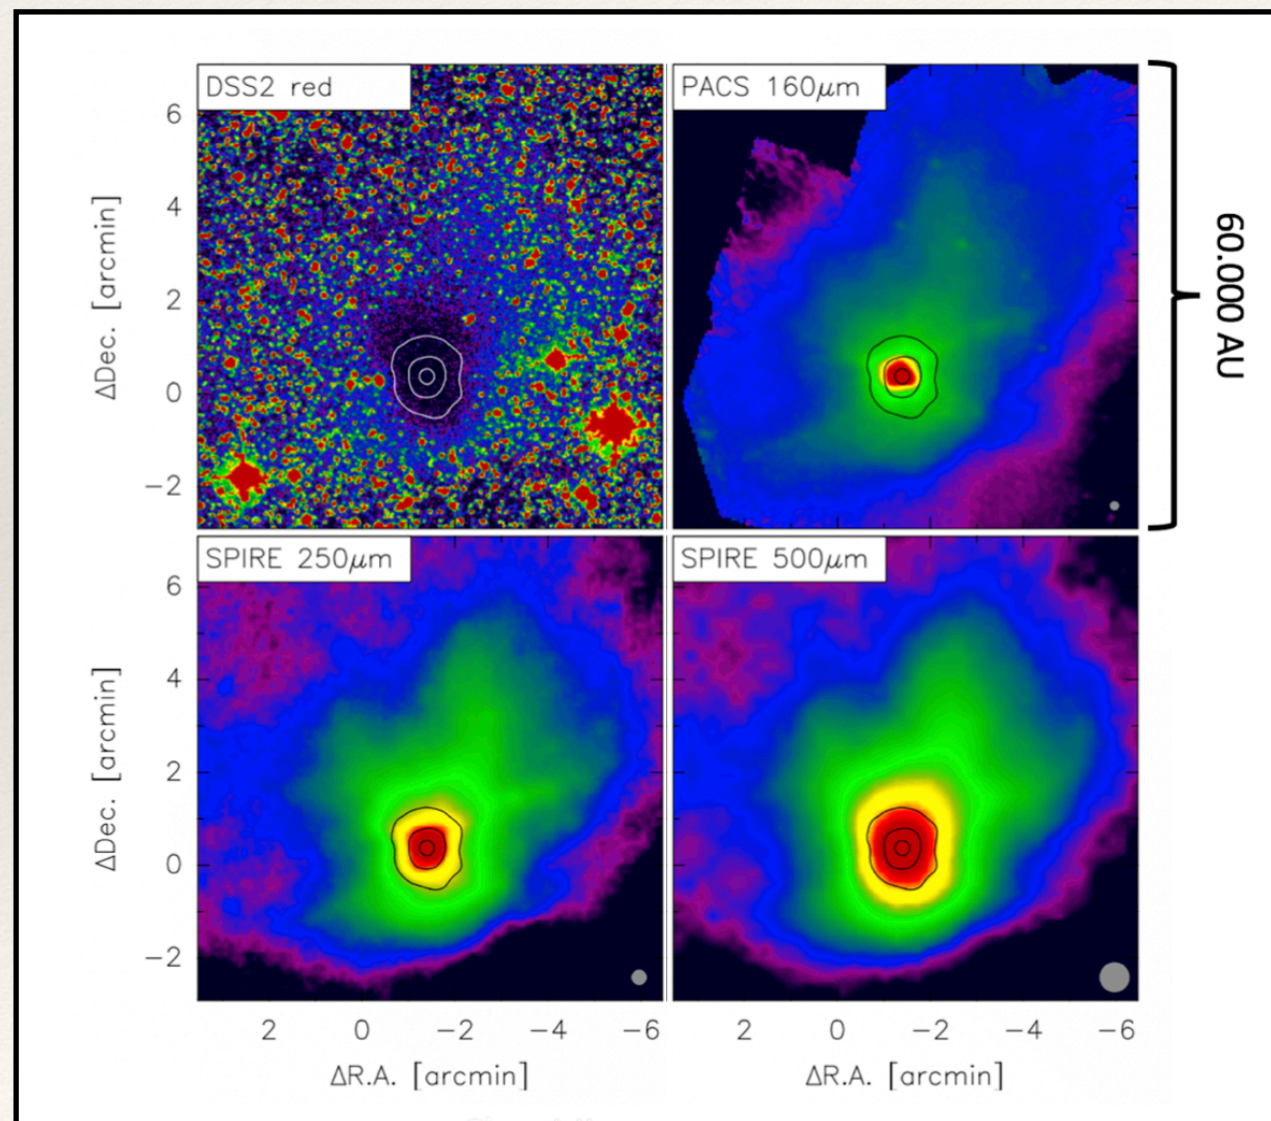 DSS2 red
PACS 160μm
6
4
2
0
−2
ΔDec. [arcmin]
60.000 AU
SPIRE 250μm
SPIRE 500μm
6
4
2
0
−2
ΔDec. [arcmin]
2 0 −2 −4 −6
2 0 −2 −4 −6
ΔR.A. [arcmin]
ΔR.A. [arcmin]